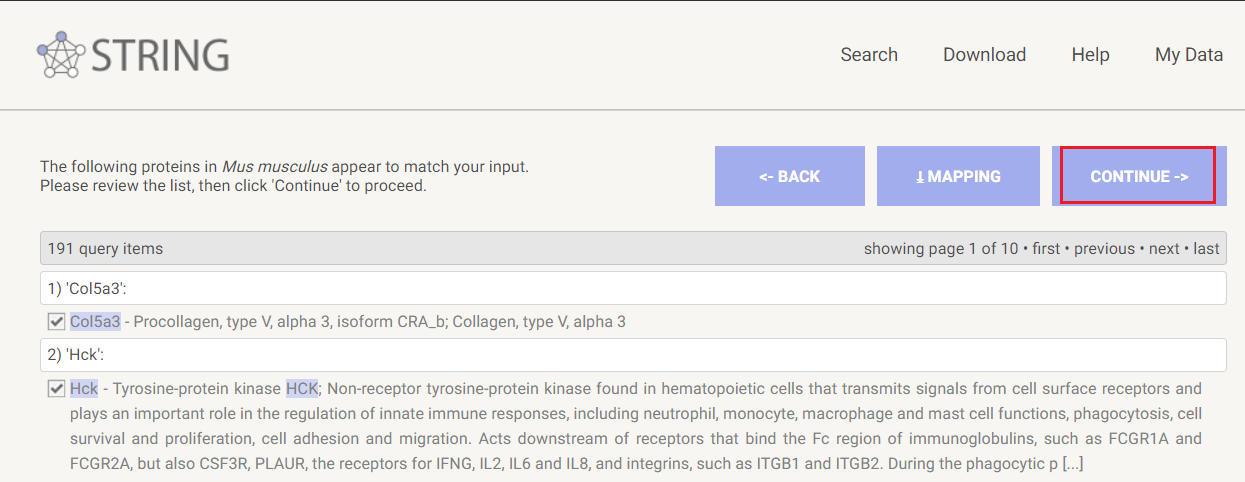 STRING
Search Download Help My Data
The following proteins in Mus musculus appear to match your input.
Please review the list, then click 'Continue' to proceed.
<- BACK
⤓ MAPPING
CONTINUE ->
191 query items
showing page 1 of 10 • first • previous • next • last
1) 'Col5a3':
Col5a3 - Procollagen, type V, alpha 3, isoform CRA_b; Collagen, type V, alpha 3
2) 'Hck':
Hck - Tyrosine-protein kinase HCK; Non-receptor tyrosine-protein kinase found in hematopoietic cells that transmits signals from cell surface receptors and
plays an important role in the regulation of innate immune responses, including neutrophil, monocyte, macrophage and mast cell functions, phagocytosis, cell
survival and proliferation, cell adhesion and migration. Acts downstream of receptors that bind the Fc region of immunoglobulins, such as FCGR1A and
FCGR2A, but also CSF3R, PLAUR, the receptors for IFNG, IL2, IL6 and IL8, and integrins, such as ITGB1 and ITGB2. During the phagocytic p [...]